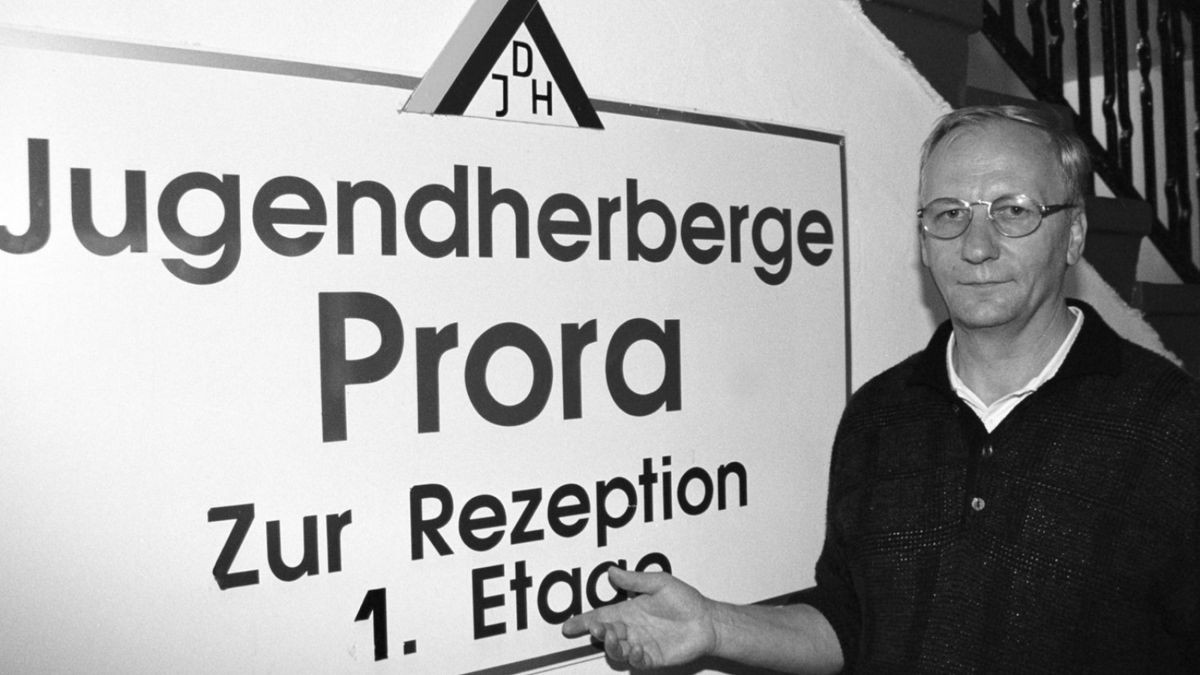 D
JH
Jugendherberge
Prora
Zur Rezeption
1. Etage